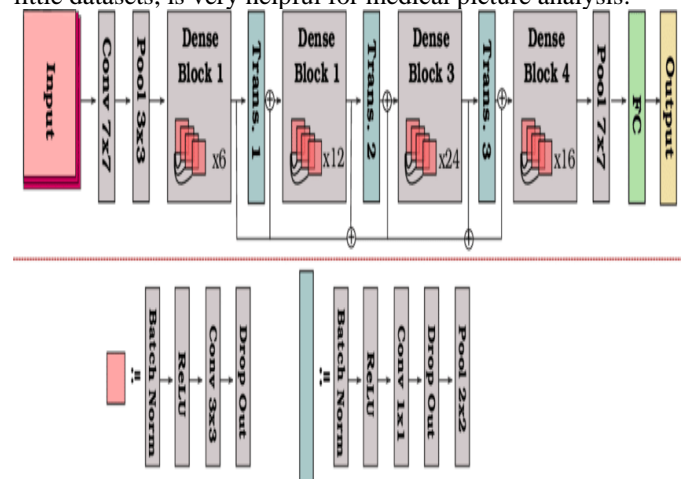 little datasets, is very helpful for medical picture analysis.
Input
Conv 7x7
Pool 3x3
Dense
Block 1
x6
Trans. 1
Dense
Block 1
x12
Trans. 2
Dense
Block 3
x24
Trans. 3
Dense
Block 4
x16
Pool 7x7
FC
Output
:=
Batch Norm
ReLU
Conv 3x3
Drop Out
:=
Batch Norm
ReLU
Conv 1x1
Drop Out
Pool 2x2